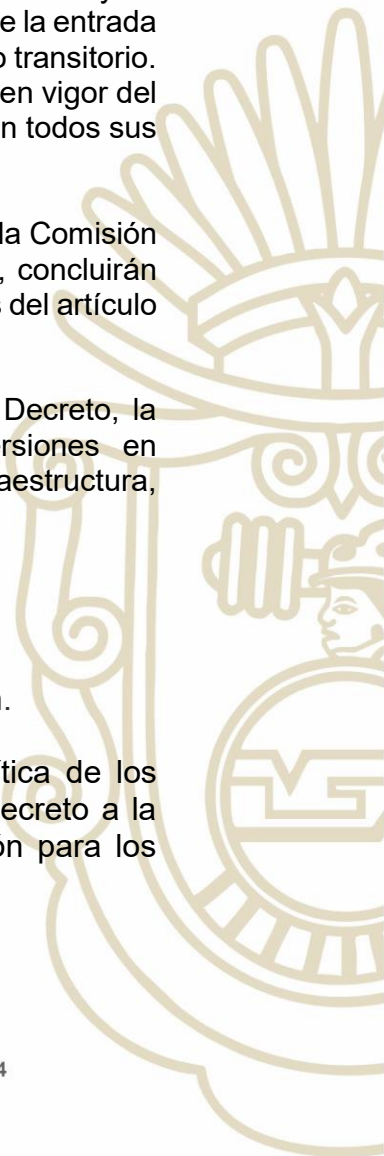 e la entrada
o transitorio.
en vigor del
n todos sus
la Comisión
, concluirán
s del artículo
Decreto, la
rsiones en
aestructura,
n.
tica de los
ecreto a la
ón para los
4